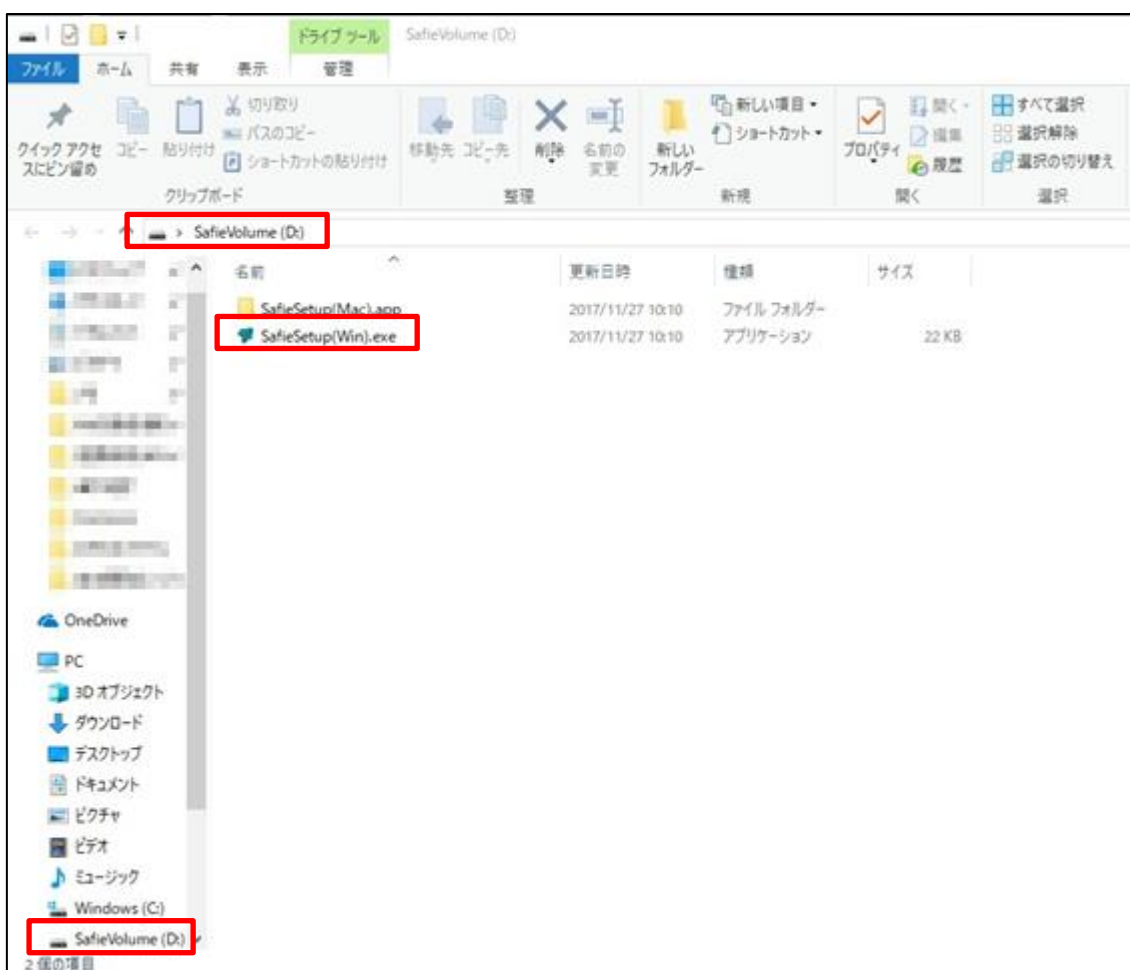 ドライブ ツール SafieVolume (D:)
ファイル ホーム 共有 表示 管理
クイック アクセ
スにピン留め
コピー
貼り付け
切り取り
パスのコピー
ショートカットの貼り付け
クリップボード
移動先 コピー先
削除 名前の
変更
整理
新しい
フォルダー
新しい項目
ショートカット
新規
プロパティ
開く
編集
履歴
開く
すべて選択
選択解除
選択の切り替え
選択
SafieVolume (D:)
名前 更新日時 種類 サイズ
SafieSetup(Mac).app 2017/11/27 10:10 ファイル フォルダー
SafieSetup(Win).exe 2017/11/27 10:10 アプリケーション 22 KB
OneDrive
PC
3D オブジェクト
ダウンロード
デスクトップ
ドキュメント
ピクチャ
ビデオ
ミュージック
Windows (C:)
SafieVolume (D:)
2 個の項目